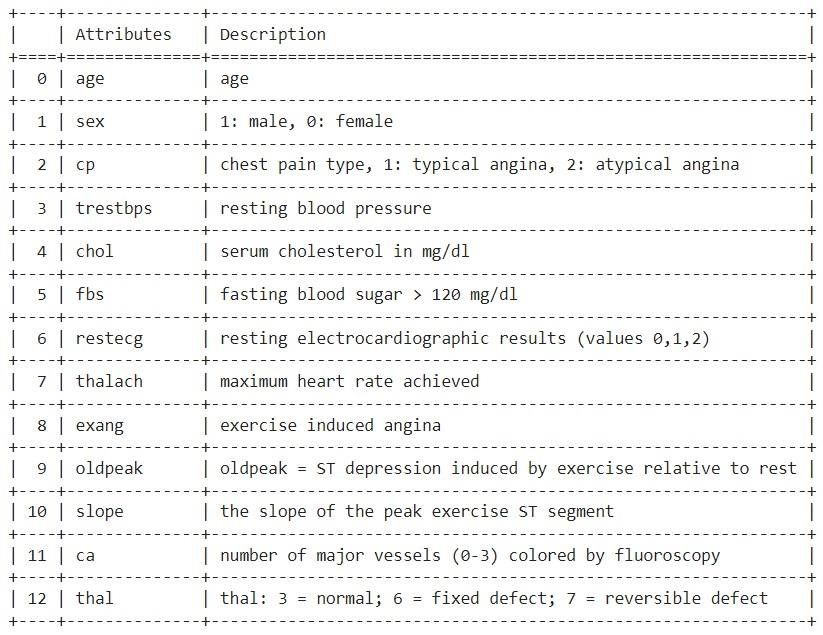 +----+--------------+--------------------------------------------------------------+
|    | Attributes   | Description                                                  |
+====+==============+==============================================================+
|  0 | age          | age                                                          |
+----+--------------+--------------------------------------------------------------+
|  1 | sex          | 1: male, 0: female                                           |
+----+--------------+--------------------------------------------------------------+
|  2 | cp           | chest pain type, 1: typical angina, 2: atypical angina       |
+----+--------------+--------------------------------------------------------------+
|  3 | trestbps     | resting blood pressure                                       |
+----+--------------+--------------------------------------------------------------+
|  4 | chol         | serum cholesterol in mg/dl                                   |
+----+--------------+--------------------------------------------------------------+
|  5 | fbs          | fasting blood sugar > 120 mg/dl                              |
+----+--------------+--------------------------------------------------------------+
|  6 | restecg      | resting electrocardiographic results (values 0,1,2)          |
+----+--------------+--------------------------------------------------------------+
|  7 | thalach      | maximum heart rate achieved                                  |
+----+--------------+--------------------------------------------------------------+
|  8 | exang        | exercise induced angina                                      |
+----+--------------+--------------------------------------------------------------+
|  9 | oldpeak      | oldpeak = ST depression induced by exercise relative to rest |
+----+--------------+--------------------------------------------------------------+
| 10 | slope        | the slope of the peak exercise ST segment                    |
+----+--------------+--------------------------------------------------------------+
| 11 | ca           | number of major vessels (0-3) colored by fluoroscopy         |
+----+--------------+--------------------------------------------------------------+
| 12 | thal         | thal: 3 = normal; 6 = fixed defect; 7 = reversible defect    |
+----+--------------+--------------------------------------------------------------+